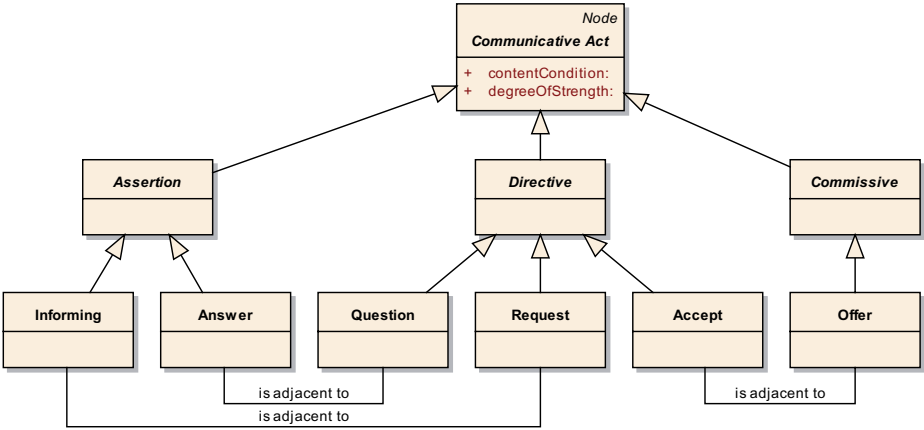 Node
Communicative Act
+ contentCondition:
+ degreeOfStrength:
Assertion
Directive
Commissive
Informing
Answer
Question
Request
Accept
Offer
is adjacent to
is adjacent to
is adjacent to